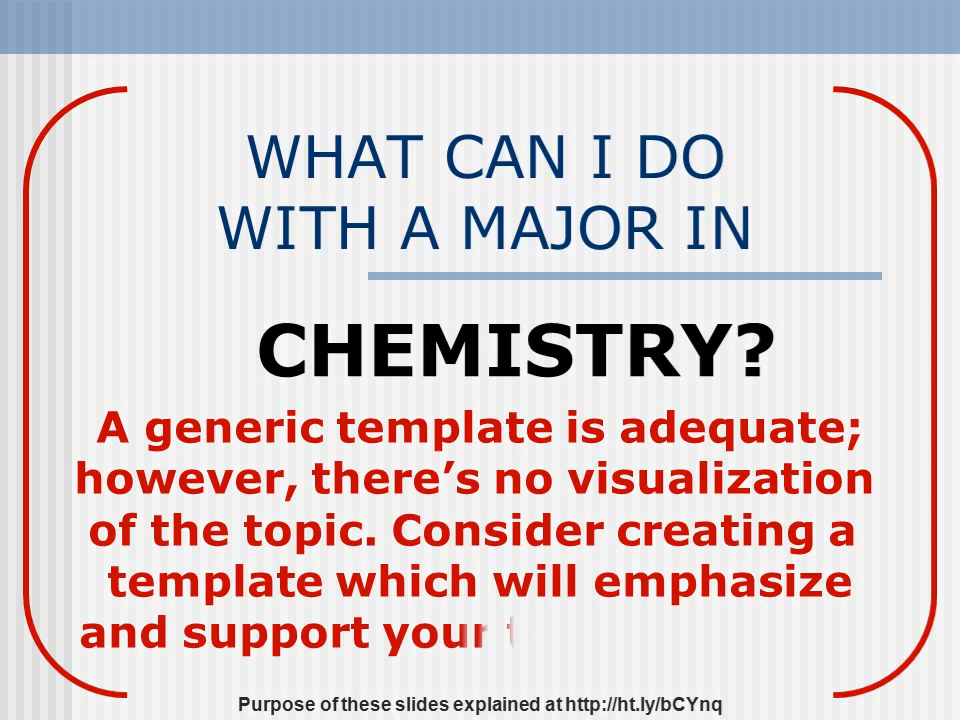 WHAT CAN I DO
WITH A MAJOR IN
CHEMISTRY?
A generic template is adequate;
however, there’s no visualization
of the topic. Consider creating a
template which will emphasize
and support your
Purpose of these slides explained at http://ht.ly/bCYnq